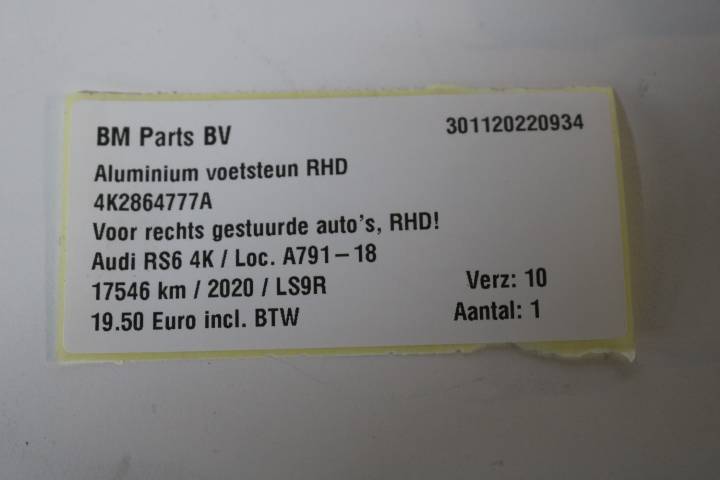 BM Parts BV 301120220934
Aluminium voetsteun RHD
4K2864777A
Voor rechts gestuurde auto's, RHD!
Audi RS6 4K / Loc. A791-18
17546 km / 2020 / LS9R Verz: 10
19.50 Euro incl. BTW Aantal: 1